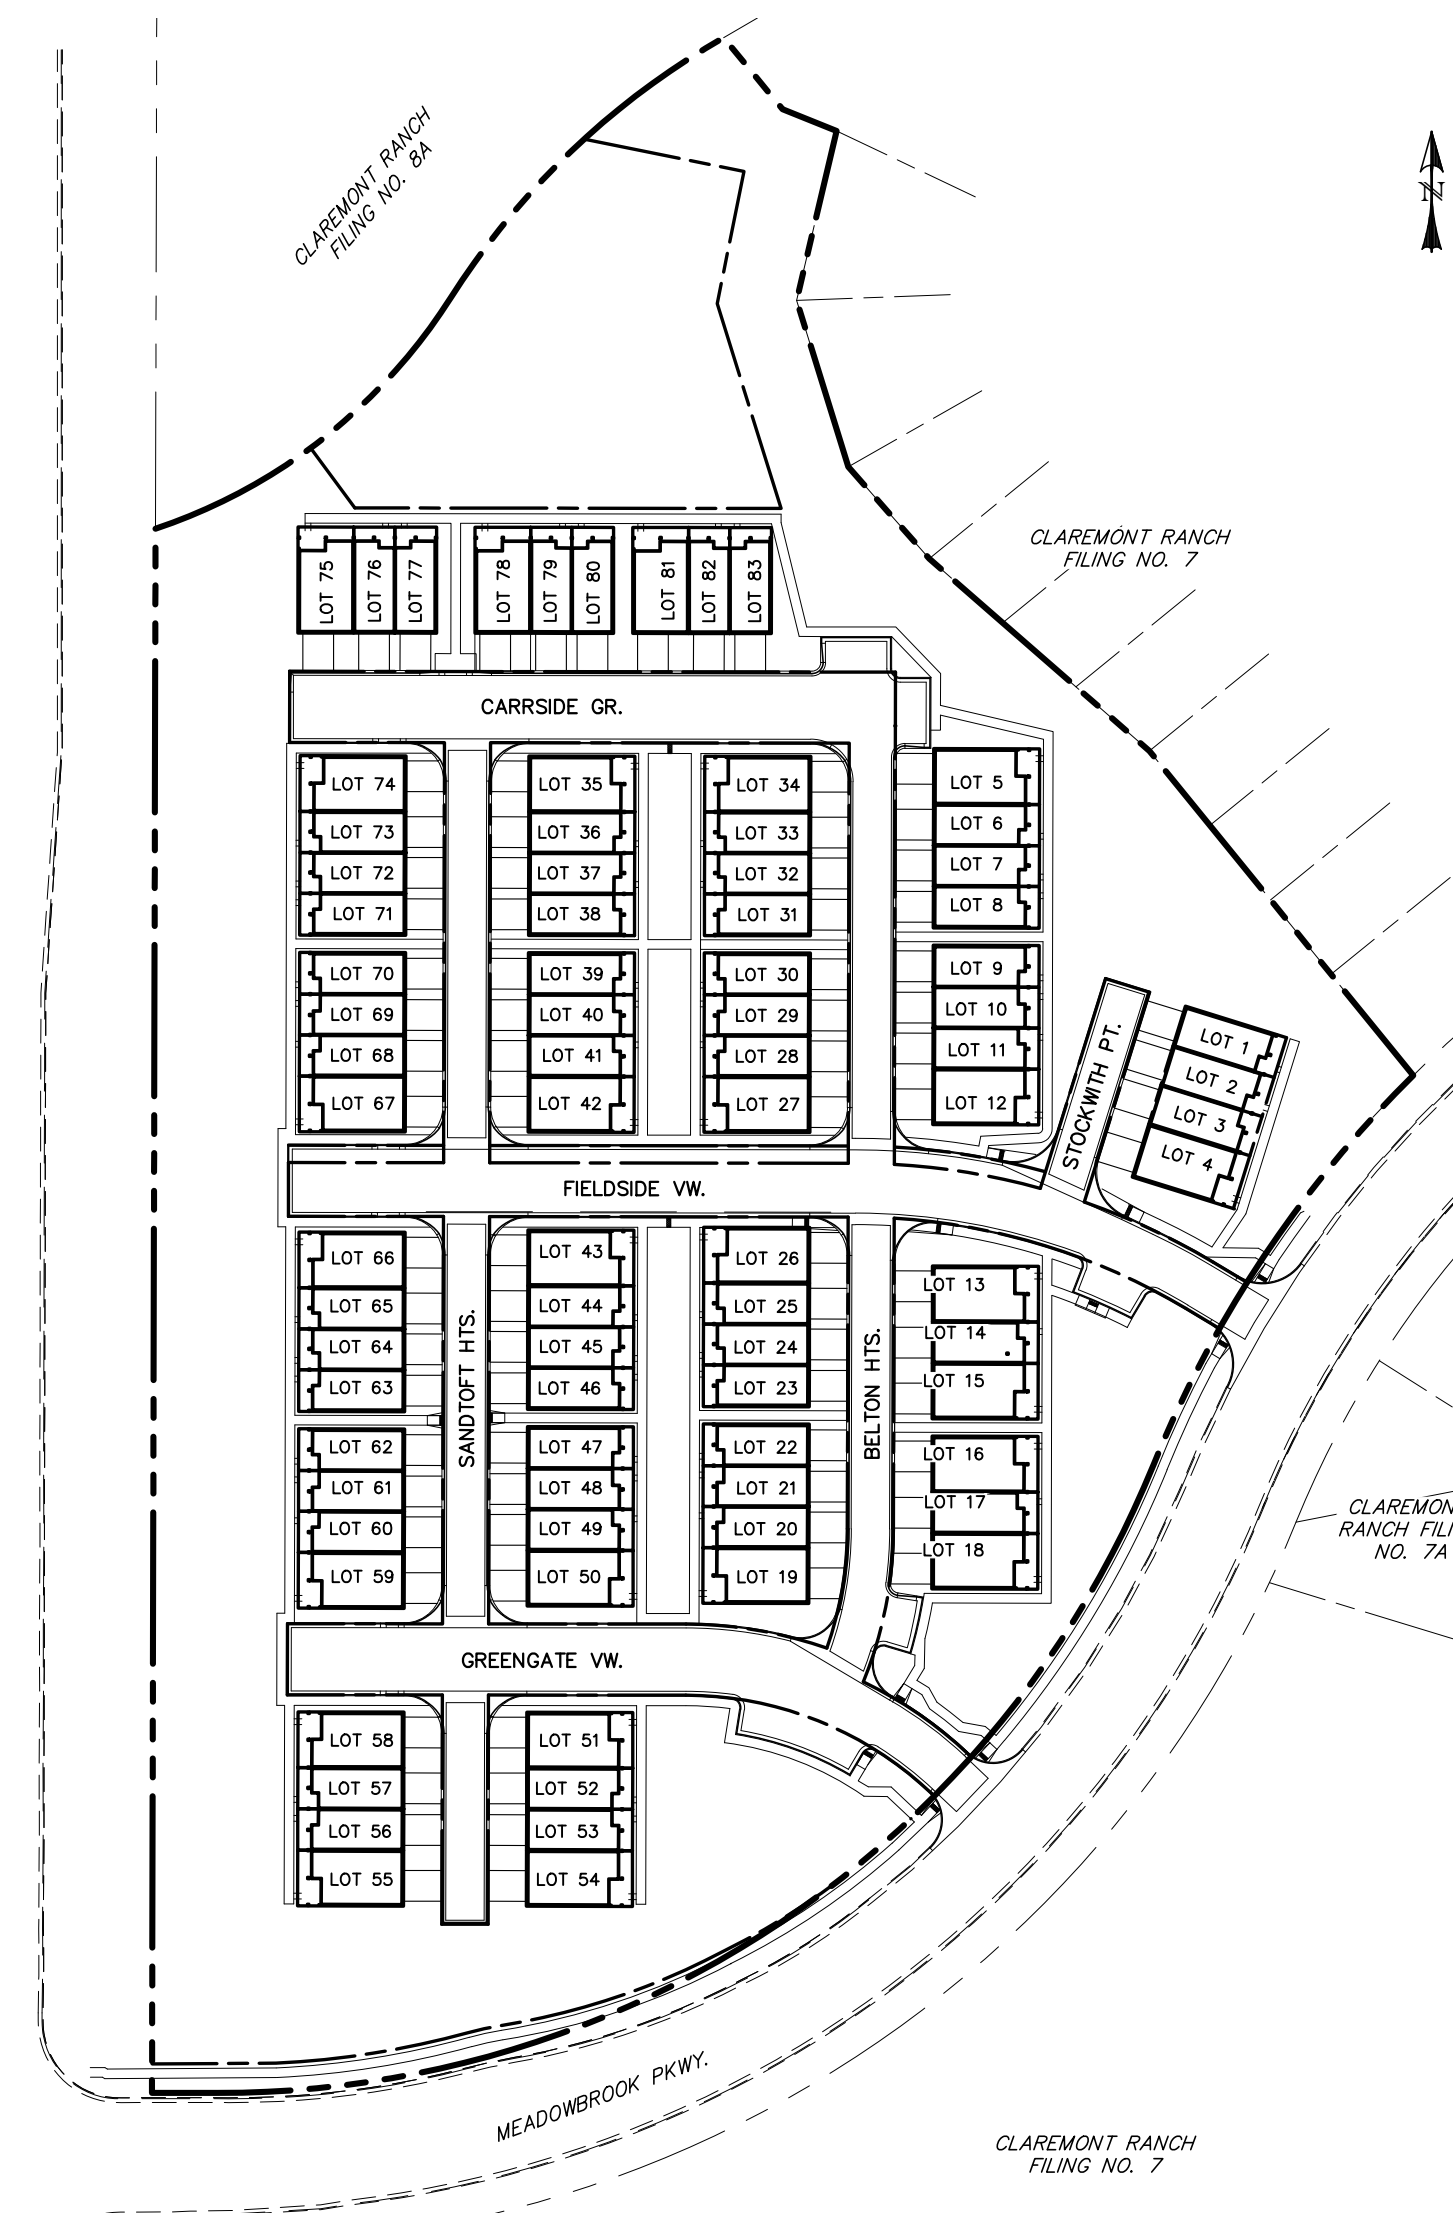 CLAREMONT RANCH
FILING NO. 8A
N
CLAREMONT RANCH
FILING NO. 7
LOT 75
LOT 76
LOT 77
LOT 78
LOT 79
LOT 80
LOT 81
LOT 82
LOT 83
CARRSIDE GR.
LOT 74
LOT 73
LOT 72
LOT 71
LOT 35
LOT 36
LOT 37
LOT 38
LOT 34
LOT 33
LOT 32
LOT 31
LOT 5
LOT 6
LOT 7
LOT 8
LOT 70
LOT 69
LOT 68
LOT 67
LOT 39
LOT 40
LOT 41
LOT 42
LOT 30
LOT 29
LOT 28
LOT 27
LOT 9
LOT 10
LOT 11
LOT 12
STOCKWITH PT.
LOT 1
LOT 2
LOT 3
LOT 4
FIELDSIDE VW.
LOT 66
LOT 65
LOT 64
LOT 63
SANDTOFT HTS.
LOT 43
LOT 44
LOT 45
LOT 46
LOT 26
LOT 25
LOT 24
LOT 23
BELTON HTS.
LOT 13
LOT 14
LOT 15
LOT 62
LOT 61
LOT 60
LOT 59
LOT 47
LOT 48
LOT 49
LOT 50
LOT 22
LOT 21
LOT 20
LOT 19
LOT 16
LOT 17
LOT 18
CLAREMON
RANCH FILI
NO. 7A
GREENGATE VW.
LOT 58
LOT 57
LOT 56
LOT 55
LOT 51
LOT 52
LOT 53
LOT 54
MEADOWBROOK PKWY.
CLAREMONT RANCH
FILING NO. 7